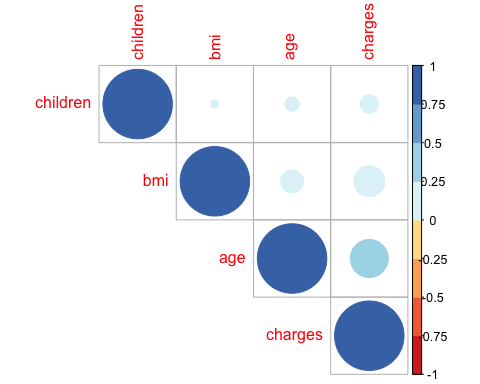 children
bmi
age
charges
children
bmi
age
charges
1
0.75
0.5
0.25
0
-0.25
-0.5
-0.75
-1